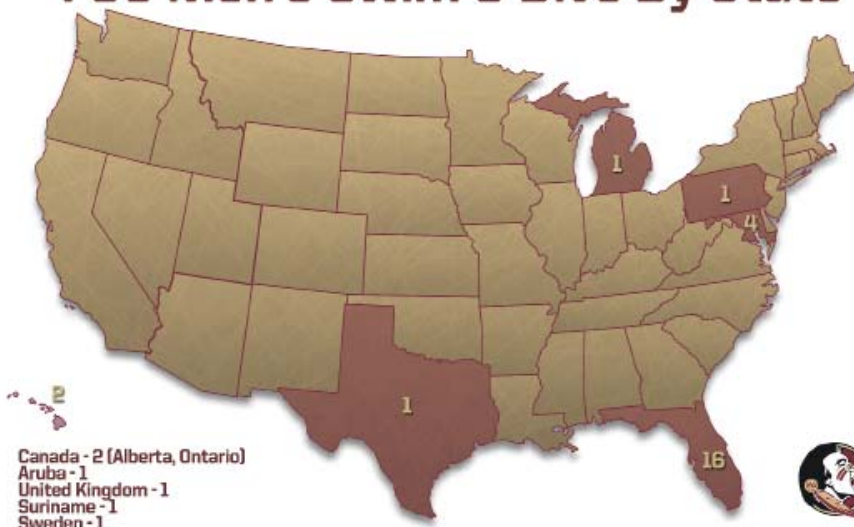 1
1
4
2
1
16
Canada - 2 (Alberta, Ontario)
Aruba - 1
United Kingdom - 1
Suriname - 1
Sweden - 1